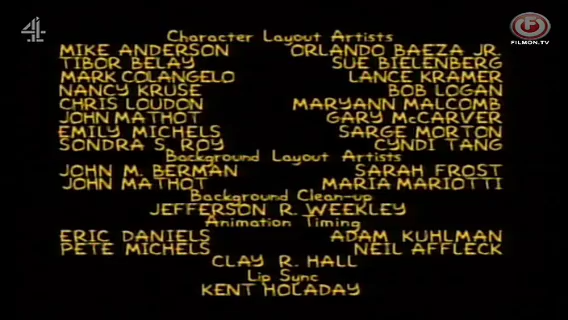 4
F
FILMON.TV
Character Layout Artists
MIKE ANDERSON ORLANDO BAEZA JR.
TIBOR BELAY SUE BIELENBERG
MARK COLANGELO LANCE KRAMER
NANCY KRUSE BOB LOGAN
CHRIS LOUDON MARYANN MALCOMB
JOHN MATHOT GARY McCARVER
EMILY MICHELS SARGE MORTON
SONDRA S. ROY CYNDI TANG
Background Layout Artists
JOHN M. BERMAN SARAH FROST
JOHN MATHOT MARIA MARIOTTI
Background Clean-up
JEFFERSON R. WEEKLEY
Animation Timing
ERIC DANIELS ADAM KUHLMAN
PETE MICHELS NEIL AFFLECK
CLAY R. HALL
Lip Sync
KENT HOLADAY